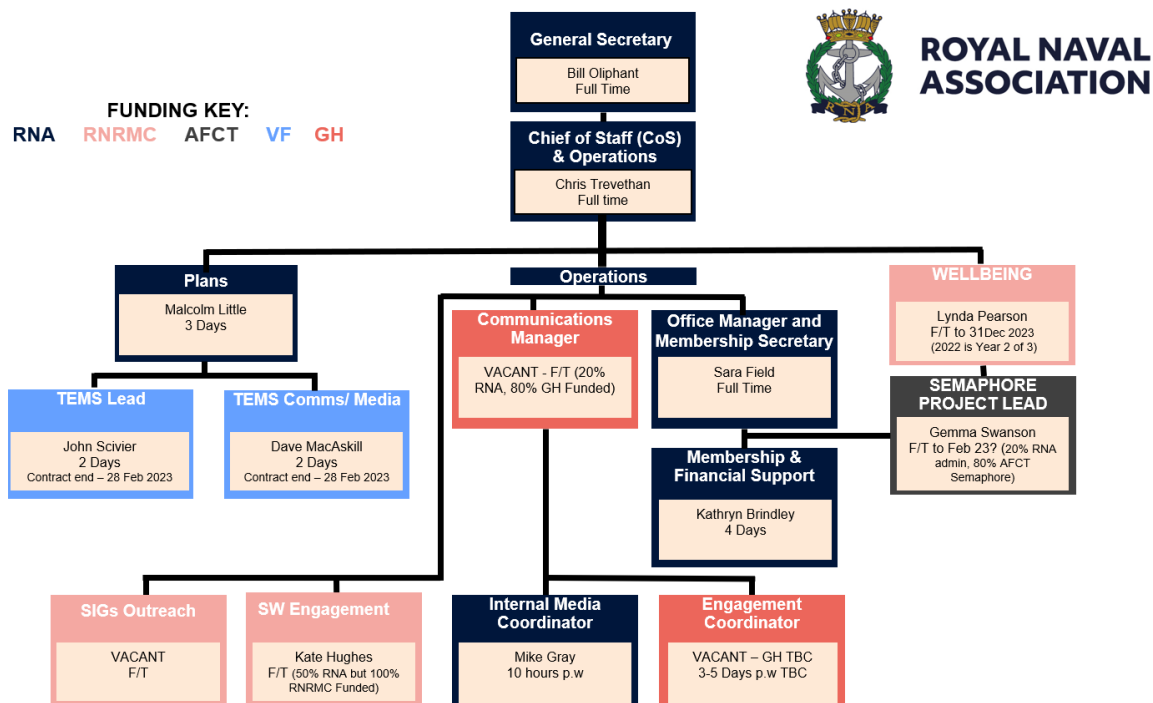 General Secretary
Bill Oliphant
Full Time
ROYAL NAVAL
ASSOCIATION
R N A
FUNDING KEY:
RNA RNRMC AFCT VF GH
Chief of Staff (CoS)
& Operations
Chris Trevethan
Full time
Plans
Malcolm Little
3 Days
Operations
WELLBEING
Lynda Pearson
F/T to 31Dec 2023
(2022 is Year 2 of 3)
Communications
Manager
VACANT - F/T (20%
RNA, 80% GH Funded)
Office Manager and
Membership Secretary
Sara Field
Full Time
TEMS Lead
John Scivier
2 Days
Contract end – 28 Feb 2023
TEMS Comms/ Media
Dave MacAskill
2 Days
Contract end – 28 Feb 2023
SEMAPHORE
PROJECT LEAD
Gemma Swanson
F/T to Feb 23? (20% RNA
admin, 80% AFCT
Semaphore)
Membership &
Financial Support
Kathryn Brindley
4 Days
SIGs Outreach
VACANT
F/T
SW Engagement
Kate Hughes
F/T (50% RNA but 100%
RNRMC Funded)
Internal Media
Coordinator
Mike Gray
10 hours p.w
Engagement
Coordinator
VACANT – GH TBC
3-5 Days p.w TBC